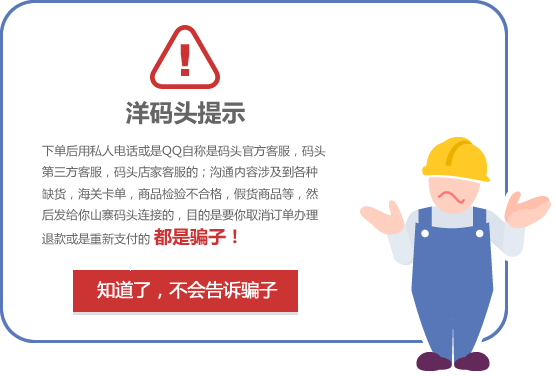 !
洋码头提示
下单后用私人电话或是QQ自称是码头官方客服，码头
第三方客服，码头店家客服的；沟通内容涉及到各种
缺货，海关卡单，商品检验不合格，假货商品等，然
后发给你山寨码头连接的，目的是要你取消订单办理
退款或是重新支付的 都是骗子！
知道了，不会告诉骗子